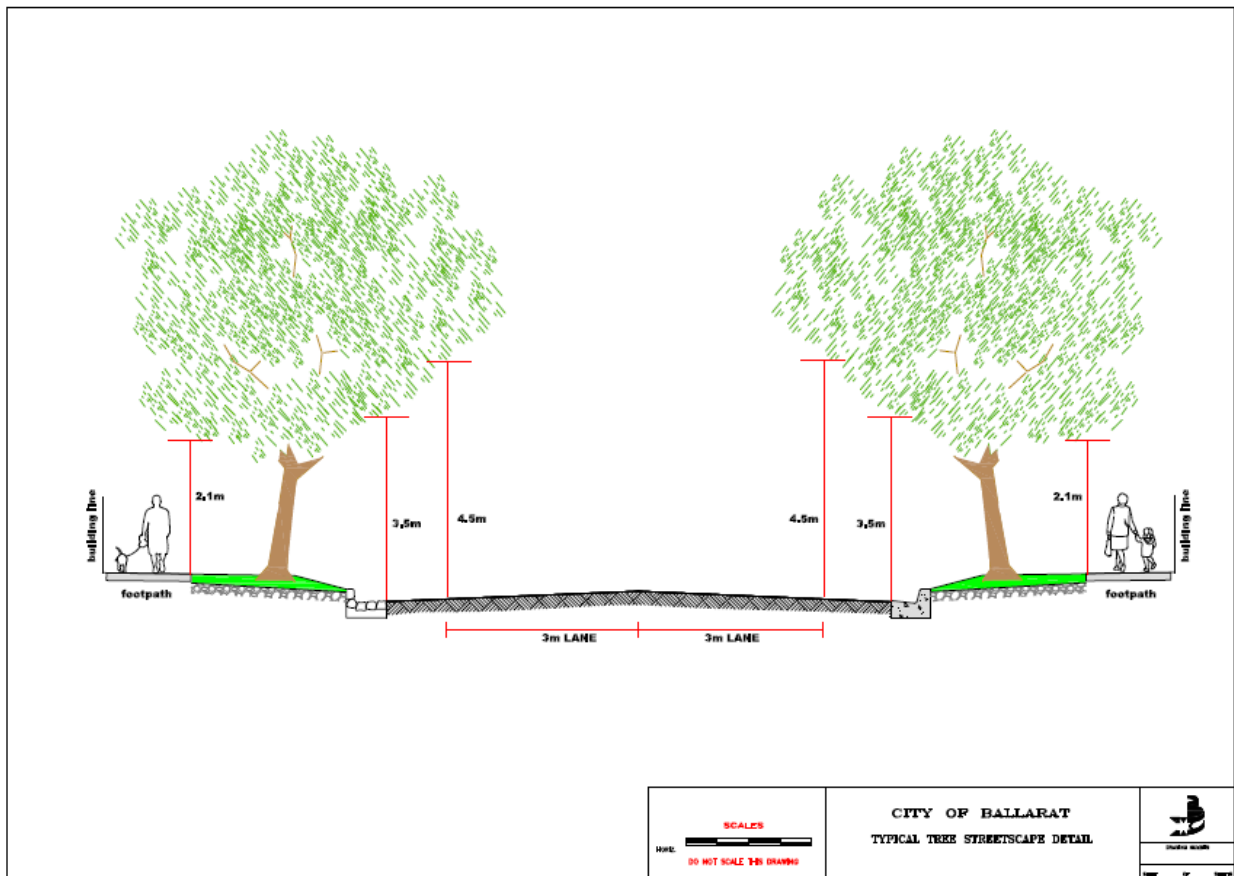 2.1m
3.5m
4.5m
4.5m
3.5m
2.1m
building line
building line
footpath
footpath
3m LANE
3m LANE
SCALES
HORIZ.
DO NOT SCALE THIS DRAWING
CITY OF BALLARAT
TYPICAL TREE STREETSCAPE DETAIL